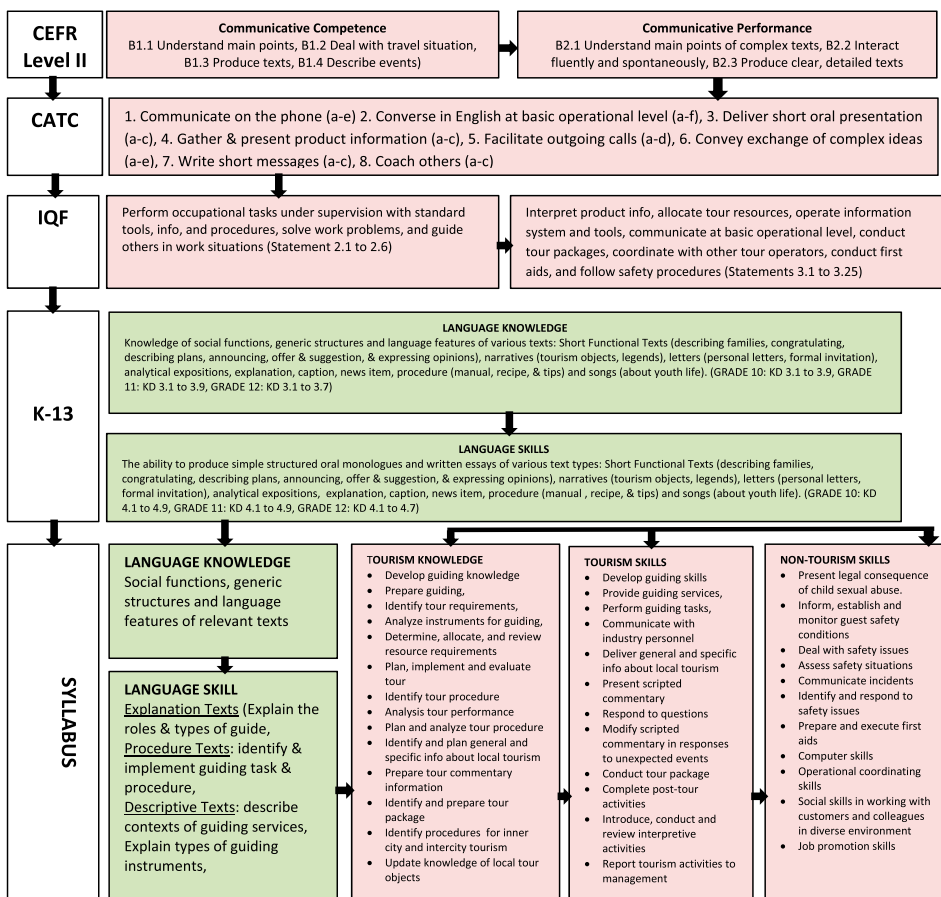 CEFR
Level II
Communicative Competence
B1.1 Understand main points, B1.2 Deal with travel situation,
B1.3 Produce texts, B1.4 Describe events)
Communicative Performance
B2.1 Understand main points of complex texts, B2.2 Interact
fluently and spontaneously, B2.3 Produce clear, detailed texts
CATC
1. Communicate on the phone (a-e) 2. Converse in English at basic operational level (a-f), 3. Deliver short oral presentation
(a-c), 4. Gather & present product information (a-c), 5. Facilitate outgoing calls (a-d), 6. Convey exchange of complex ideas
(a-e), 7. Write short messages (a-c), 8. Coach others (a-c)
IQF
Perform occupational tasks under supervision with standard
tools, info, and procedures, solve work problems, and guide
others in work situations (Statement 2.1 to 2.6)
Interpret product info, allocate tour resources, operate information
system and tools, communicate at basic operational level, conduct
tour packages, coordinate with other tour operators, conduct first
aids, and follow safety procedures (Statements 3.1 to 3.25)
K-13
LANGUAGE KNOWLEDGE
Knowledge of social functions, generic structures and language features of various texts: Short Functional Texts (describing families, congratulating,
describing plans, announcing, offer & suggestion, & expressing opinions), narratives (tourism objects, legends), letters (personal letters, formal invitation),
analytical expositions, explanation, caption, news item, procedure (manual, recipe, & tips) and songs (about youth life). (GRADE 10: KD 3.1 to 3.9, GRADE
11: KD 3.1 to 3.9, GRADE 12: KD 3.1 to 3.7)
LANGUAGE SKILLS
The ability to produce simple structured oral monologues and written essays of various text types: Short Functional Texts (describing families,
congratulating, describing plans, announcing, offer & suggestion, & expressing opinions), narratives (tourism objects, legends), letters (personal letters,
formal invitation), analytical expositions, explanation, caption, news item, procedure (manual , recipe, & tips) and songs (about youth life). (GRADE 10: KD
4.1 to 4.9, GRADE 11: KD 4.1 to 4.9, GRADE 12: KD 4.1 to 4.7)
SYLLABUS
LANGUAGE KNOWLEDGE
Social functions, generic
structures and language
features of relevant texts
LANGUAGE SKILL
Explanation Texts (Explain the
roles & types of guide,
Procedure Texts: identify &
implement guiding task &
procedure,
Descriptive Texts: describe
contexts of guiding services,
Explain types of guiding
instruments,
TOURISM KNOWLEDGE
• Develop guiding knowledge
• Prepare guiding,
• Identify tour requirements,
• Analyze instruments for guiding,
• Determine, allocate, and review
resource requirements
• Plan, implement and evaluate
tour
• Identify tour procedure
• Analysis tour performance
• Plan and analyze tour procedure
• Identify and plan general and
specific info about local tourism
• Prepare tour commentary
information
• Identify and prepare tour
package
• Identify procedures for inner
city and intercity tourism
• Update knowledge of local tour
objects
TOURISM SKILLS
• Develop guiding skills
• Provide guiding services,
• Perform guiding tasks,
• Communicate with
industry personnel
• Deliver general and specific
info about local tourism
• Present scripted
commentary
• Respond to questions
• Modify scripted
commentary in responses
to unexpected events
• Conduct tour package
• Complete post-tour
activities
• Introduce, conduct and
review interpretive
activities
• Report tourism activities to
management
NON-TOURISM SKILLS
• Present legal consequence
of child sexual abuse.
• Inform, establish and
monitor guest safety
conditions
• Deal with safety issues
• Assess safety situations
• Communicate incidents
• Identify and respond to
safety issues
• Prepare and execute first
aids
• Computer skills
• Operational coordinating
skills
• Social skills in working with
customers and colleagues
in diverse environment
• Job promotion skills